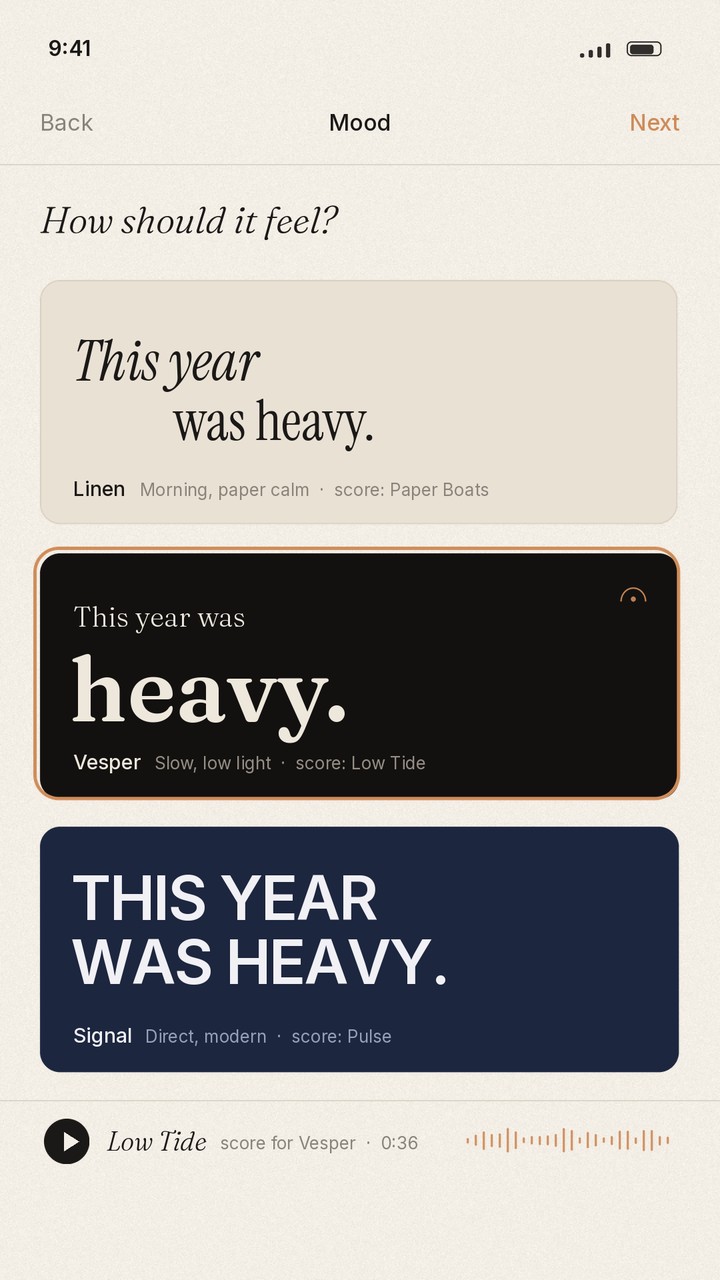 9:41
Back Mood Next
How should it feel?
This year
was heavy.
Linen Morning, paper calm · score: Paper Boats
This year was
heavy.
Vesper Slow, low light · score: Low Tide
THIS YEAR
WAS HEAVY.
Signal Direct, modern · score: Pulse
Low Tide score for Vesper · 0:36